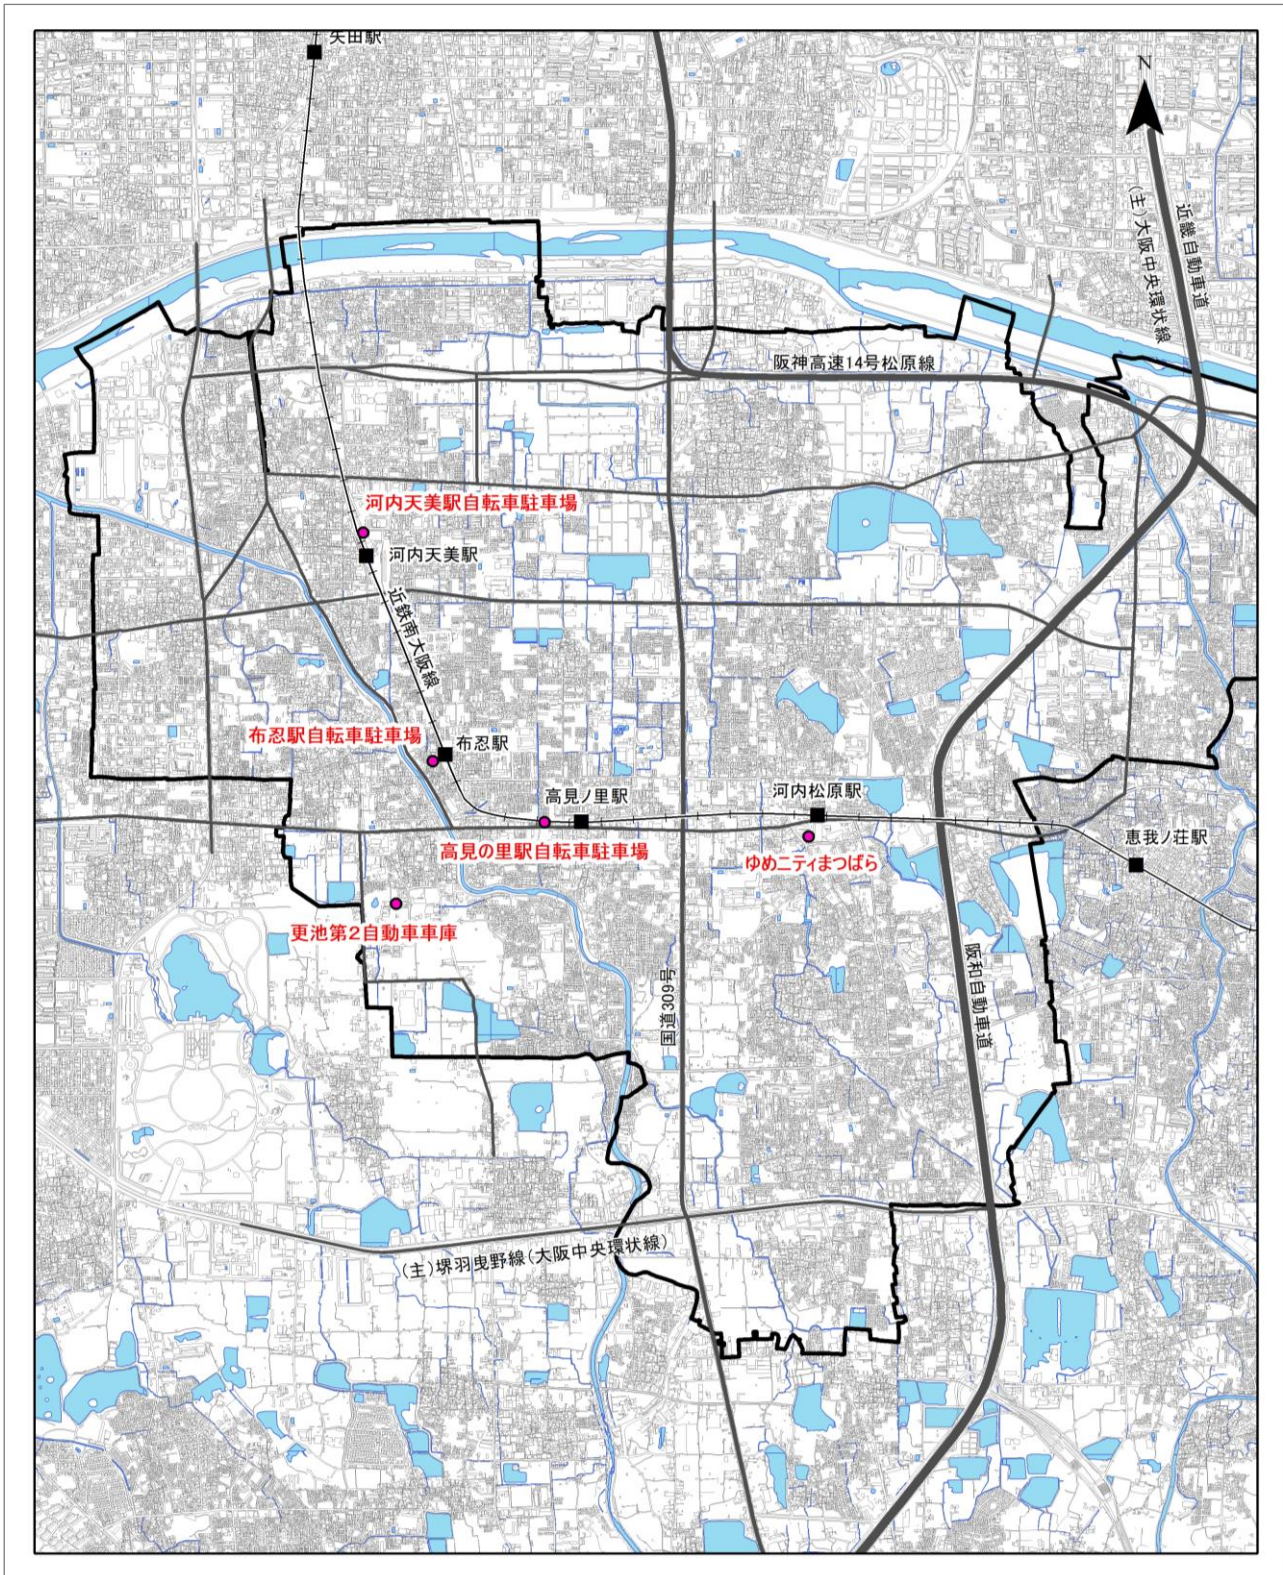 矢田駅
N
近畿自動車道
(主)大阪中央環状線
阪神高速14号松原線
河内天美駅自転車駐車場
河内天美駅
近鉄南大阪線
布忍駅自転車駐車場
布忍駅
高見ノ里駅
河内松原駅
恵我ノ荘駅
高見の里駅自転車駐車場
ゆめニティまつばら
更池第2自動車車庫
国道309号
阪和自動車道
(主)堺羽曳野線(大阪中央環状線)